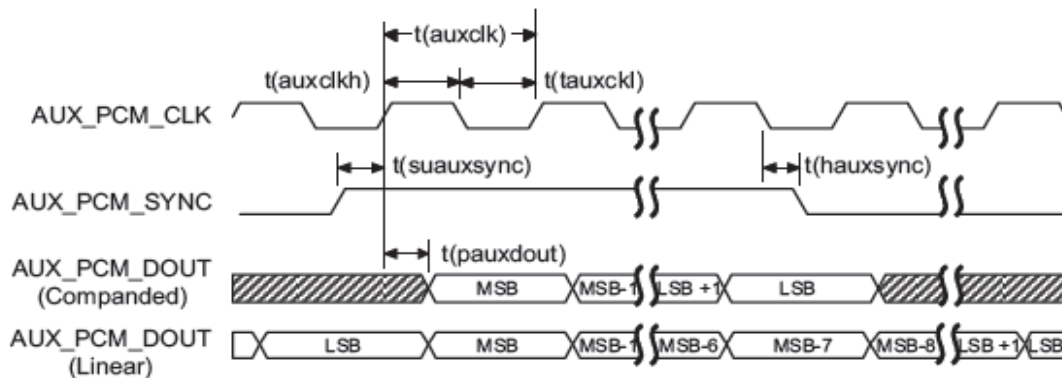 t(auxclk)
t(auxclkh) t(tauxckl)
AUX_PCM_CLK
t(suauxsync) t(hauxsync)
AUX_PCM_SYNC
t(pauxdout)
AUX_PCM_DOUT
(Companded)
MSB MSB-1 LSB +1 LSB
AUX_PCM_DOUT
(Linear)
LSB MSB MSB-1 MSB-6 MSB-7 MSB-8 LSB +1 LSB